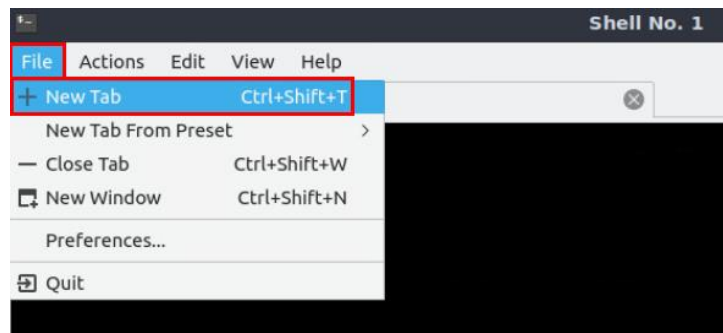 Shell No. 1
File Actions Edit View Help
New Tab Ctrl+Shift+T
New Tab From Preset >
Close Tab Ctrl+Shift+W
New Window Ctrl+Shift+N
Preferences...
Quit